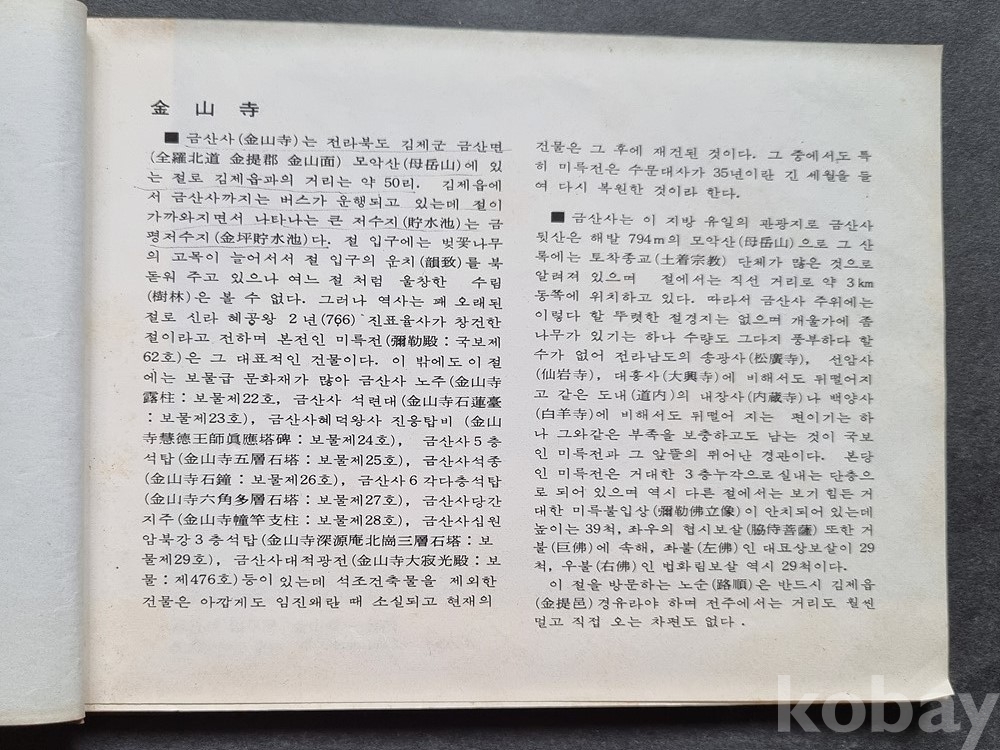 金 山 寺
■ 금산사(金山寺)는 전라북도 김제군 금산면
(全羅北道 金提郡 金山面) 모악산(母岳山)에 있
는 절로 김제읍과의 거리는 약 50리. 김제읍에
서 금산사까지는 버스가 운행되고 있는데 절이
가까와지면서 나타나는 큰 저수지(貯水池)는 금
평저수지(金坪貯水池)다. 절 입구에는 벚꽃나무
의 고목이 늘어서서 절 입구의 운치(韻致)를 북
돋워 주고 있으나 여느 절 처럼 울창한 수림
(樹林)은 볼 수 없다. 그러나 역사는 꽤 오래된
절로 신라 혜공왕 2년(766) 진표율사가 창건한
절이라고 전하며 본전인 미륵전(彌勒殿:국보제
62호)은 그 대표적인 건물이다. 이 밖에도 이 절
에는 보물급 문화재가 많아 금산사 노주(金山寺
露柱:보물제22호, 금산사 석련대(金山寺石蓮臺
:보물제23호), 금산사혜덕왕사 진응탑비 (金山
寺慧德王師眞應塔碑:보물제24호), 금산사 5 층
석탑(金山寺五層石塔:보물제25호), 금산사석종
(金山寺石鐘:보물제26호), 금산사 6 각다층석탑
(金山寺六角多層石塔:보물제27호), 금산사당간
지주(金山寺幢竿支柱:보물제28호), 금산사심원
암북강 3 층석탑(金山寺深源庵北崗三層石塔:보
물제29호), 금산사대적광전(金山寺大寂光殿:보
물:제476호) 등이 있는데 석조건축물을 제외한
건물은 아깝게도 임진왜란 때 소실되고 현재의
건물은 그 후에 재건된 것이다. 그 중에서도 특
히 미륵전은 수문대사가 35년이란 긴 세월을 들
여 다시 복원한 것이라 한다.
■ 금산사는 이 지방 유일의 관광지로 금산사
뒷산은 해발 794m의 모악산(母岳山)으로 그 산
록에는 토착종교(土着宗教) 단체가 많은 것으로
알려져 있으며 절에서는 직선 거리로 약 3km
동쪽에 위치하고 있다. 따라서 금산사 주위에는
이렇다 할 뚜렷한 절경지는 없으며 개울가에 좀
나무가 있기는 하나 수량도 그다지 풍부하다 할
수가 없어 전라남도의 송광사(松廣寺), 선암사
(仙岩寺), 대흥사(大興寺)에 비해서도 뒤떨어지
고 같은 도내(道內)의 내장사(内蔵寺)나 백양사
(白羊寺)에 비해서도 뒤떨어 지는 편이기는 하
나 그와같은 부족을 보충하고도 남는 것이 국보
인 미륵전과 그 앞뜰의 뛰어난 경관이다. 본당
인 미륵전은 거대한 3 층누각으로 실내는 단층으
로 되어 있으며 역시 다른 절에서는 보기 힘든 거
대한 미륵불입상(彌勒佛立像)이 안치되어 있는데
높이는 39척, 좌우의 협시보살(脇侍菩薩) 또한 거
불(巨佛)에 속해, 좌불(左佛)인 대묘상보살이 29
척, 우불(右佛)인 법화림보살 역시 29척이다.
이 절을 방문하는 노순(路順)은 반드시 김제읍
(金提邑) 경유라야 하며 전주에서는 거리도 훨씬
멀고 직접 오는 차편도 없다.
kobay